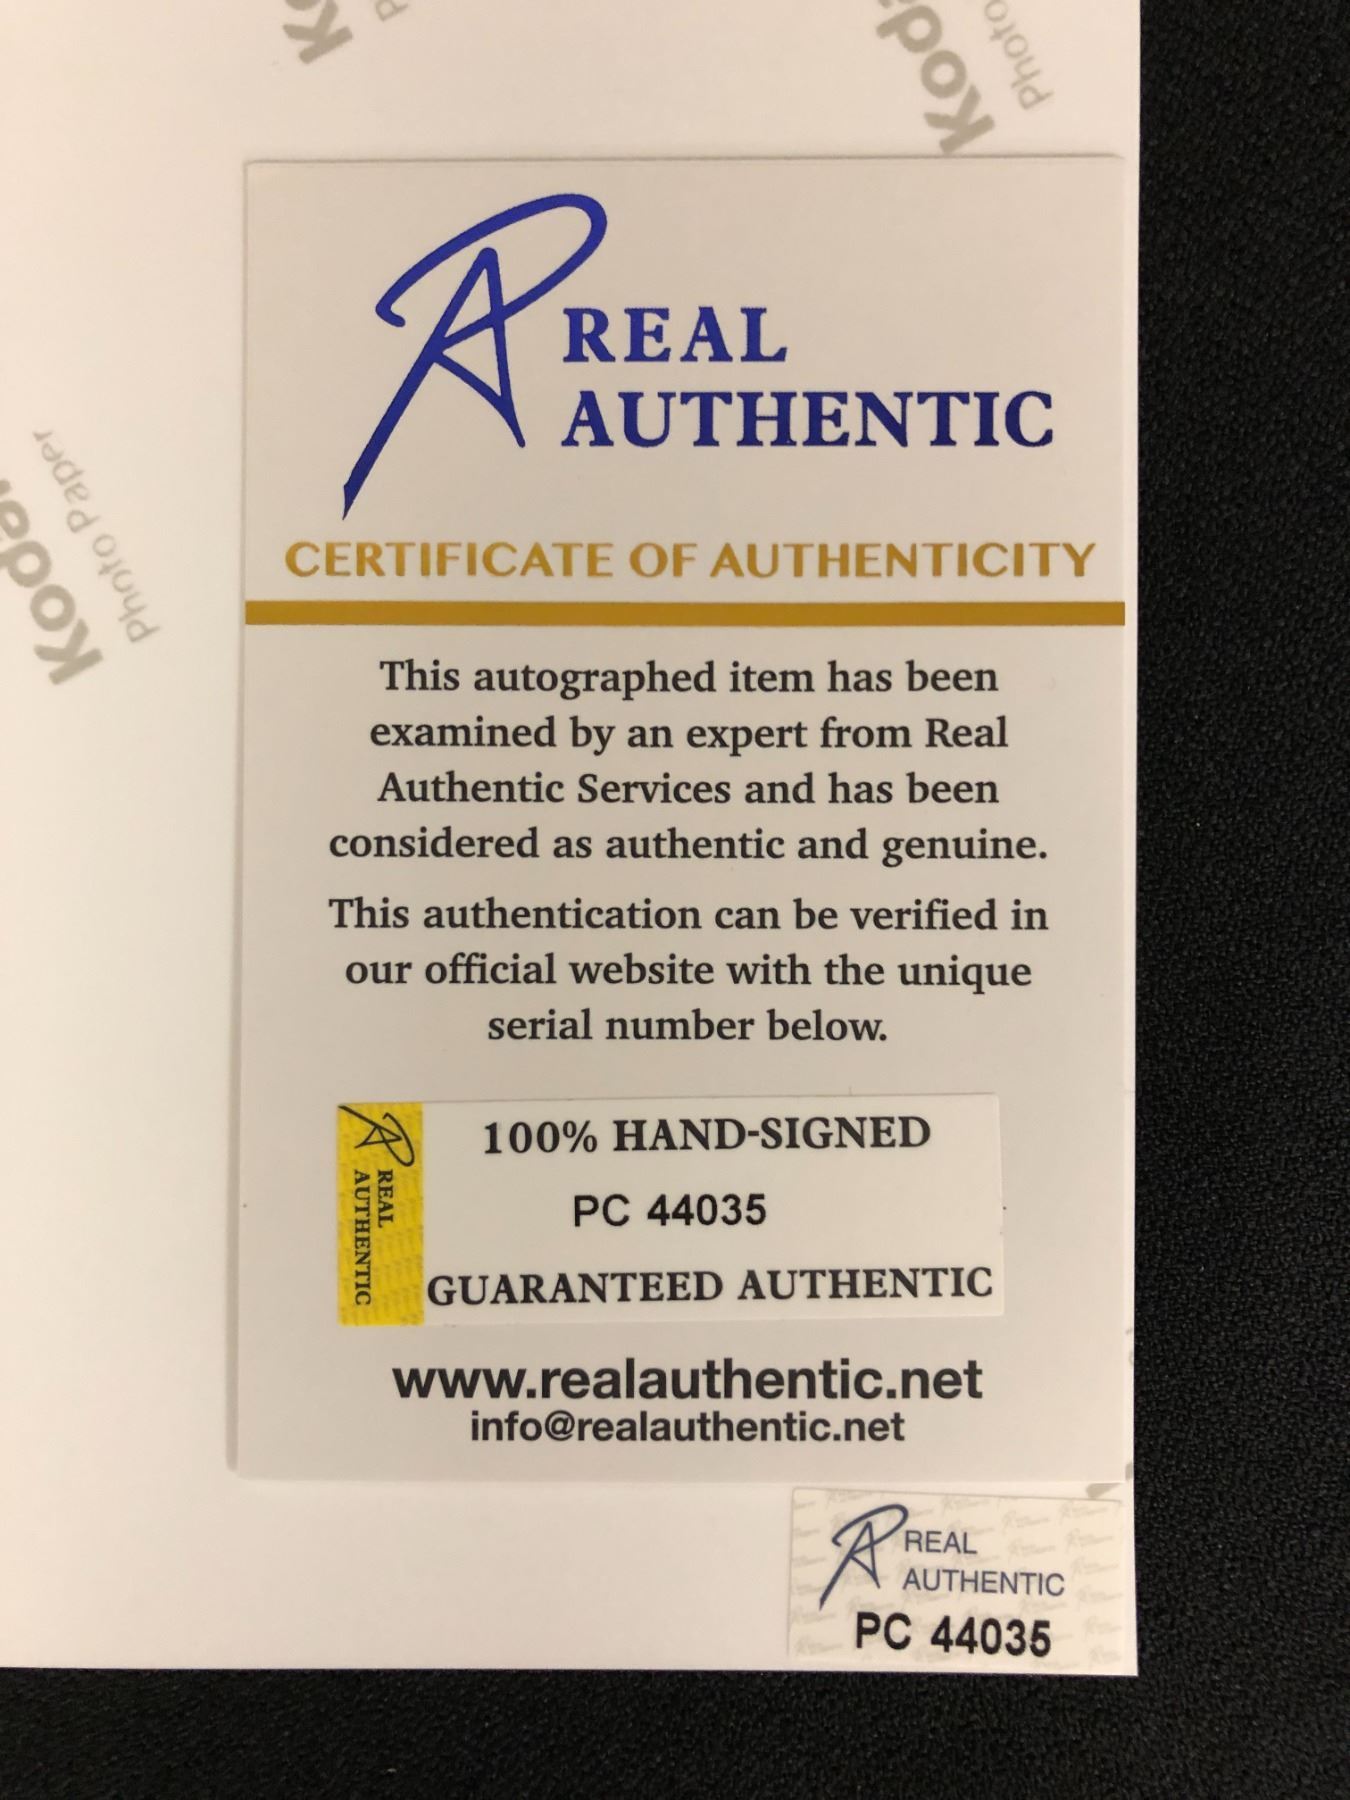 Photo
Kodak
Photo Paper
REAL
AUTHENTIC
CERTIFICATE OF AUTHENTICITY
This autographed item has been
examined by an expert from Real
Authentic Services and has been
considered as authentic and genuine.
This authentication can be verified in
our official website with the unique
serial number below.
REAL
AUTHENTIC
100% HAND-SIGNED
PC 44035
GUARANTEED AUTHENTIC
www.realauthentic.net
info@realauthentic.net
REAL
AUTHENTIC
PC 44035